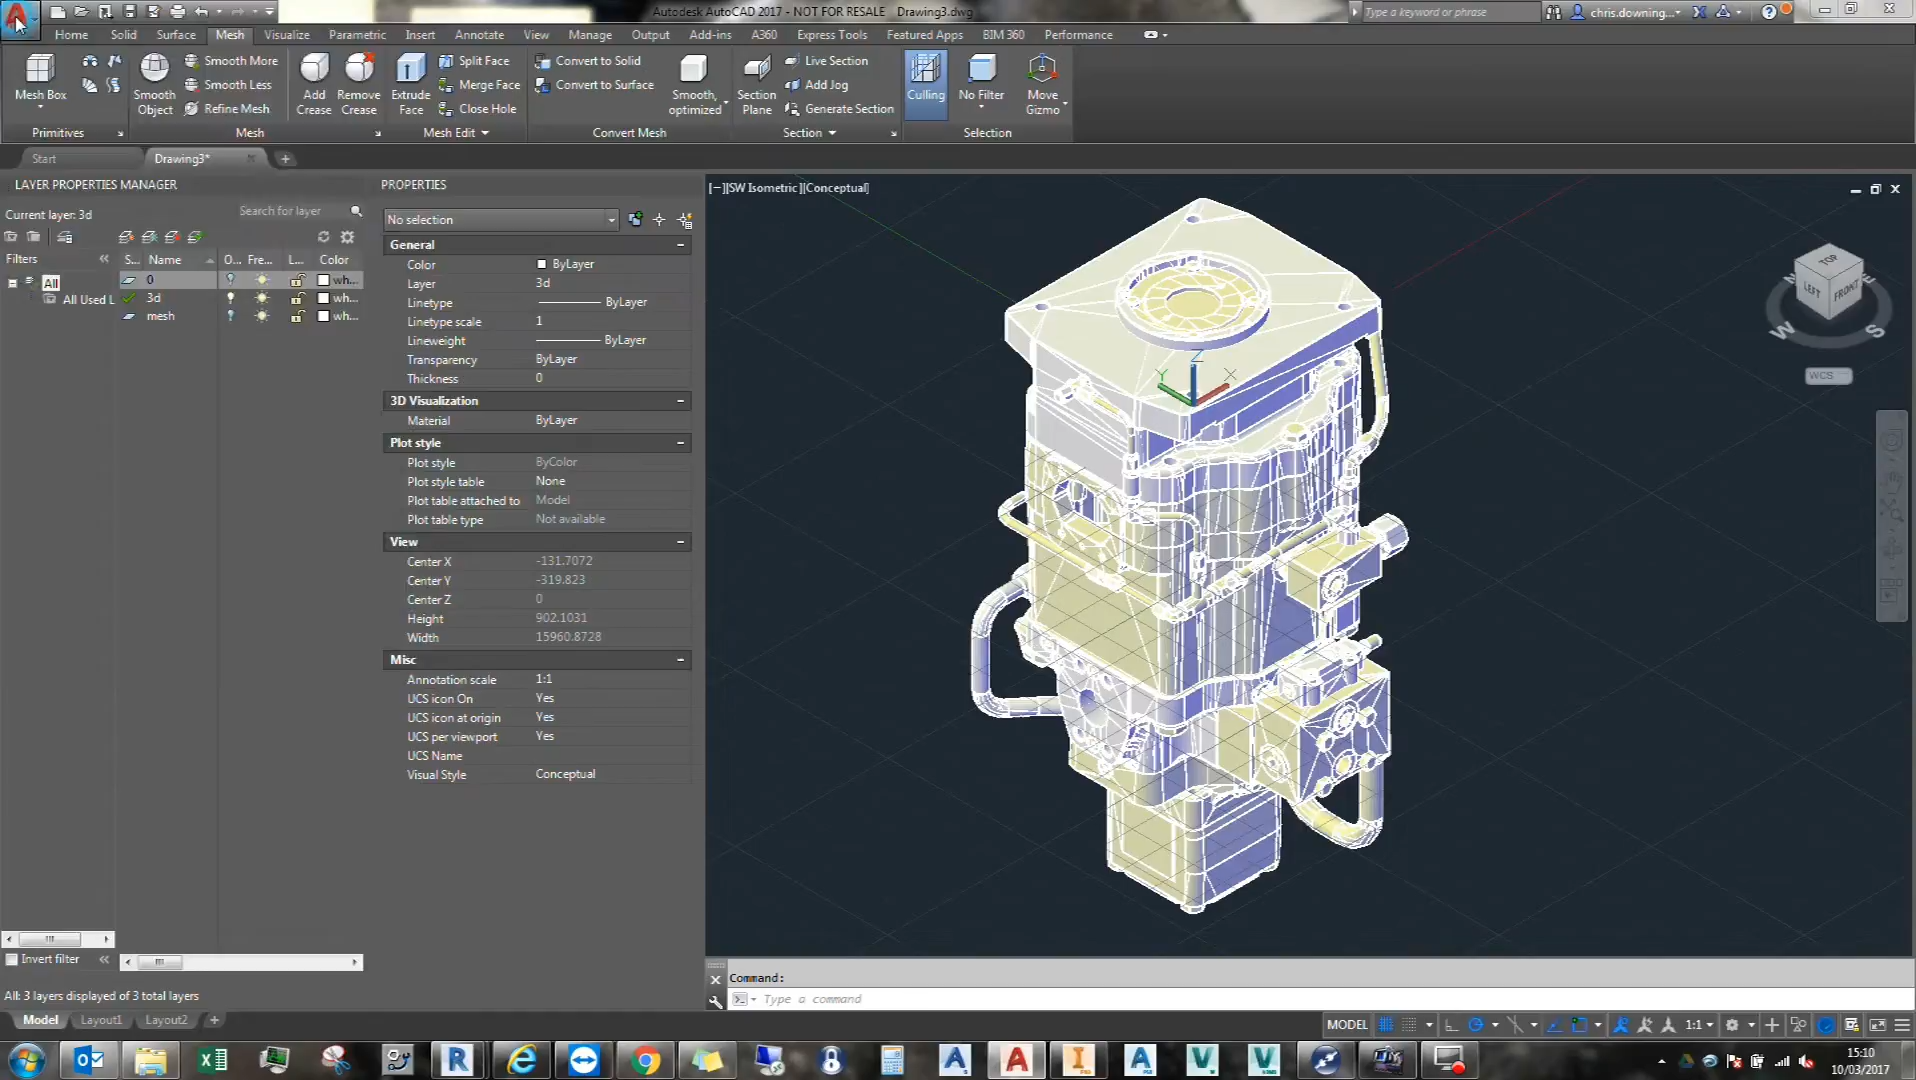 Autodesk AutoCAD 2017 - NOT FOR RESALE Drawing3.dwg
Type a keyword or phrase
chris.downing...
Home Solid Surface Mesh Visualize Parametric Insert Annotate View Manage Output Add-ins A360 Express Tools Featured Apps BIM 360 Performance
Mesh Box
Smooth Object
Smooth More
Smooth Less
Refine Mesh
Add Crease
Remove Crease
Extrude Face
Split Face
Merge Face
Close Hole
Convert to Solid
Convert to Surface
Smooth, optimized
Section Plane
Live Section
Add Jog
Generate Section
Culling
No Filter
Move Gizmo
Primitives Mesh Mesh Edit Convert Mesh Section Selection
Start Drawing3*
LAYER PROPERTIES MANAGER
Current layer: 3d
Search for layer
Filters
All
All Used L
S... Name O.. Fre... L... Color
0 wh...
3d wh...
mesh wh...
Invert filter
All: 3 layers displayed of 3 total layers
PROPERTIES
No selection
General
Color ByLayer
Layer 3d
Linetype ByLayer
Linetype scale 1
Lineweight ByLayer
Transparency ByLayer
Thickness 0
3D Visualization
Material ByLayer
Plot style
Plot style ByColor
Plot style table None
Plot table attached to Model
Plot table type Not available
View
Center X -131.7072
Center Y -319.823
Center Z 0
Height 902.1031
Width 15960.8728
Misc
Annotation scale 1:1
UCS icon On Yes
UCS icon at origin Yes
UCS per viewport Yes
UCS Name
Visual Style Conceptual
[−][SW Isometric][Conceptual]
Z
Y
X
TOP
LEFT
FRONT
N
W
S
WCS
Command:
Type a command
Model Layout1 Layout2
MODEL
1:1
15:10
10/03/2017